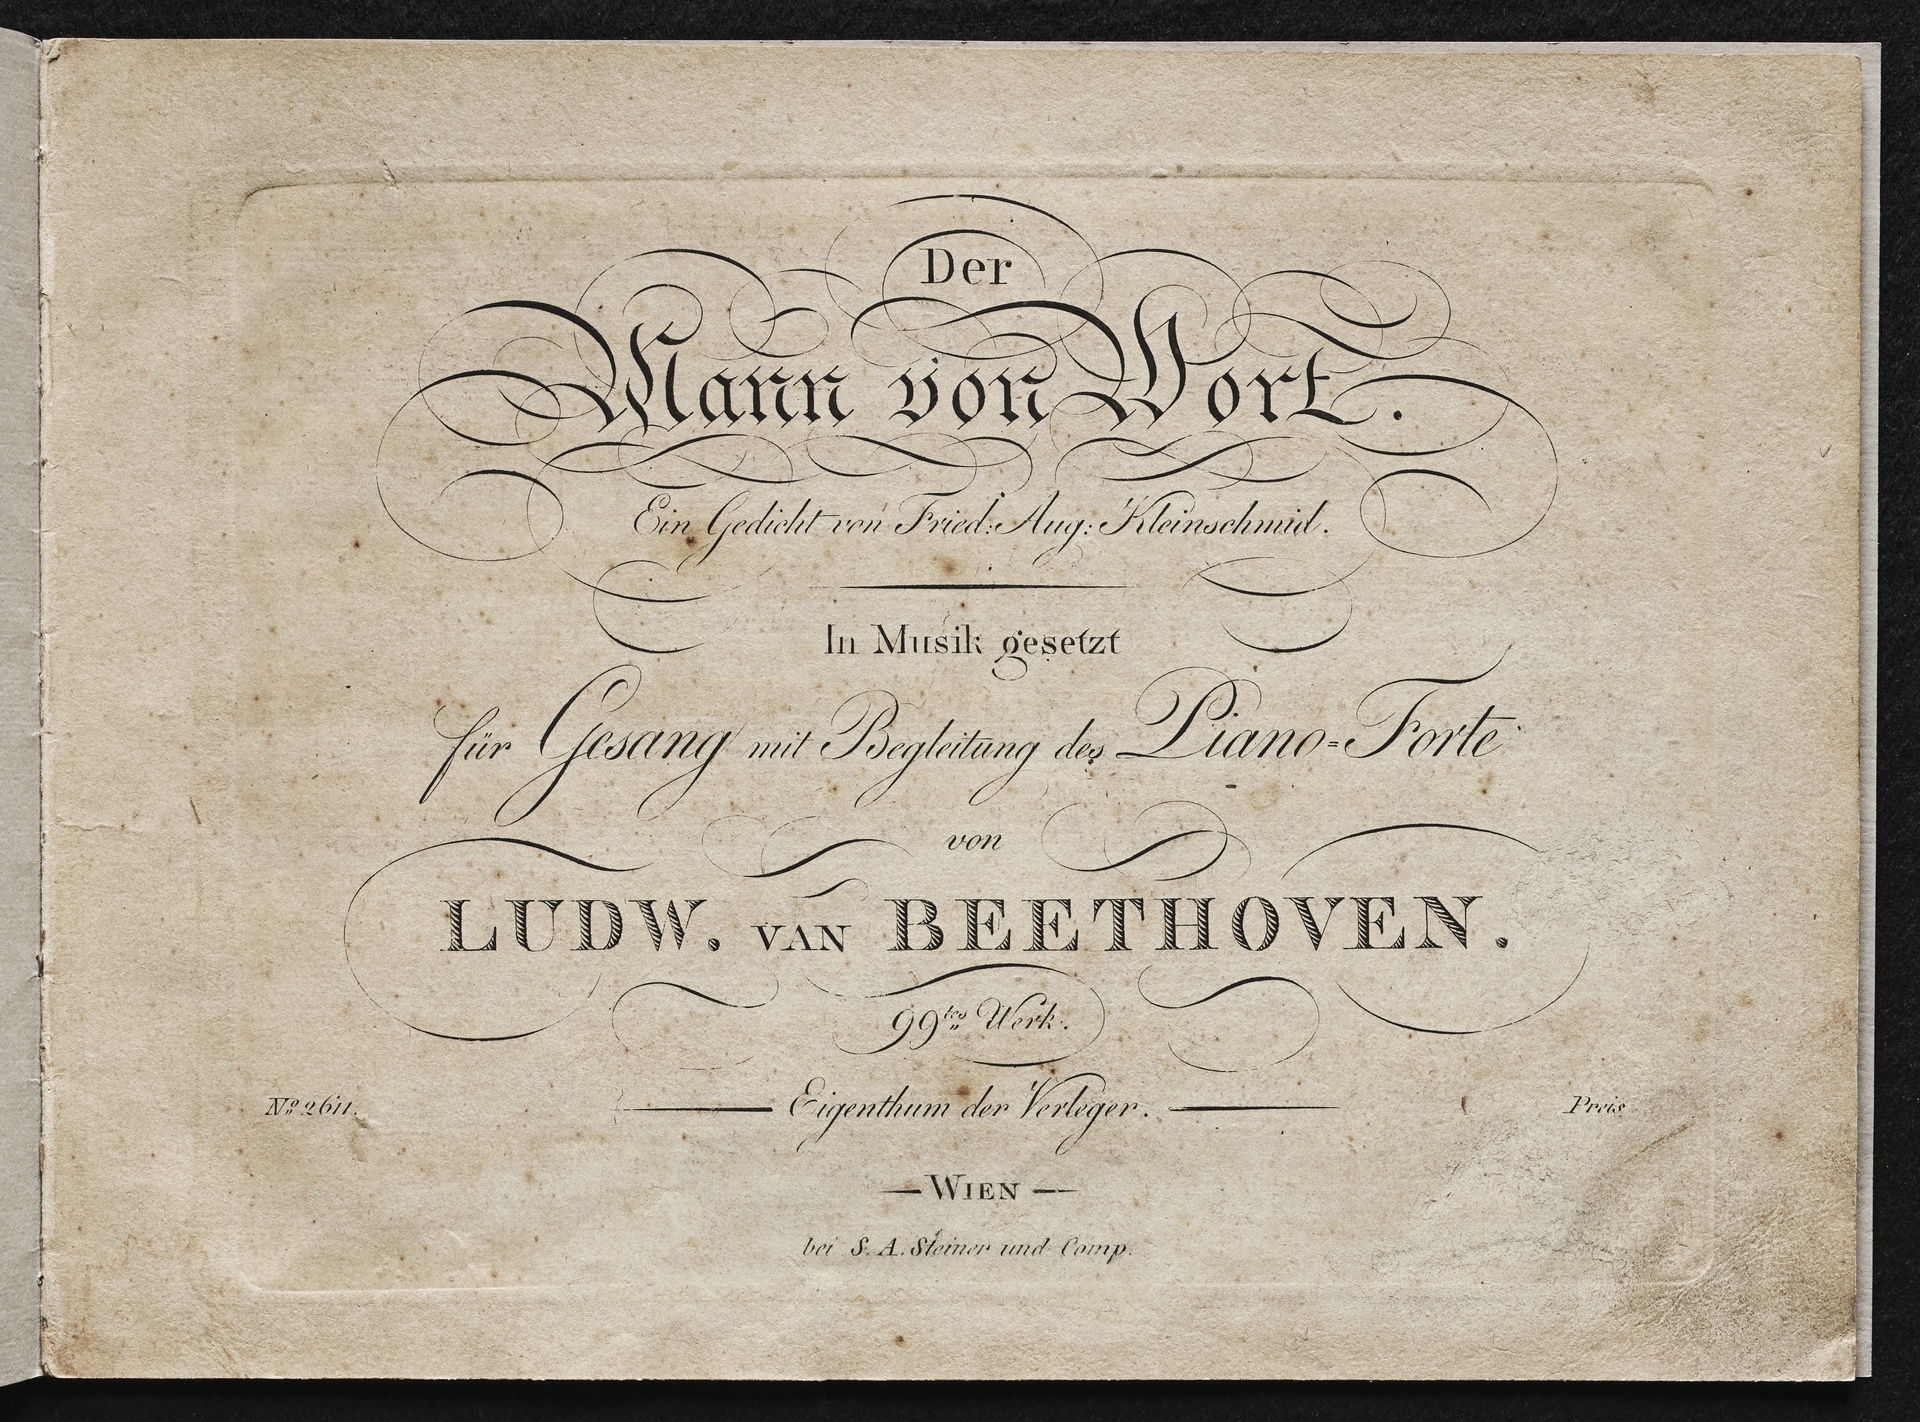 Der
Mann von Wort.
Ein Gedicht von Fried: Aug: Kleinschmid.
In Musik gesetzt
für Gesang mit Begleitung des Piano=Forte
von
LUDW. VAN BEETHOVEN.
99tes Werk.
No 2611.
Eigenthum der Verleger.
Preis
— WIEN —
bei S. A. Steiner und Comp.